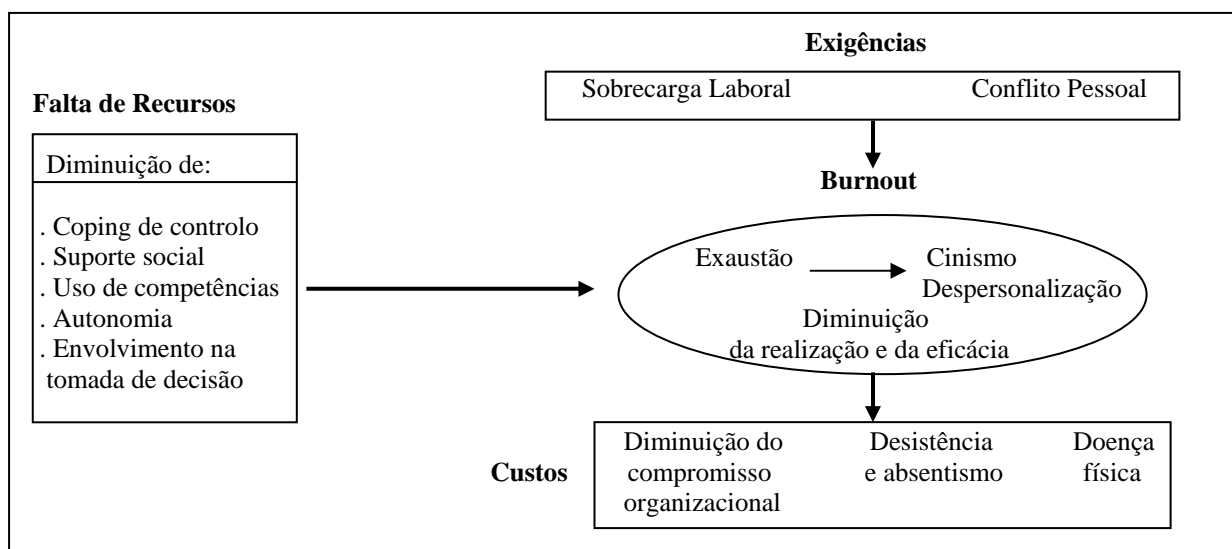 Exigências
Sobrecarga Laboral Conflito Pessoal
Falta de Recursos
Diminuição de:
. Coping de controlo
. Suporte social
. Uso de competências
. Autonomia
. Envolvimento na
tomada de decisão
Burnout
Exaustão Cinismo
Despersonalização
Diminuição
da realização e da eficácia
Custos
Diminuição do
compromisso
organizacional
Desistência
e absentismo
Doença
física